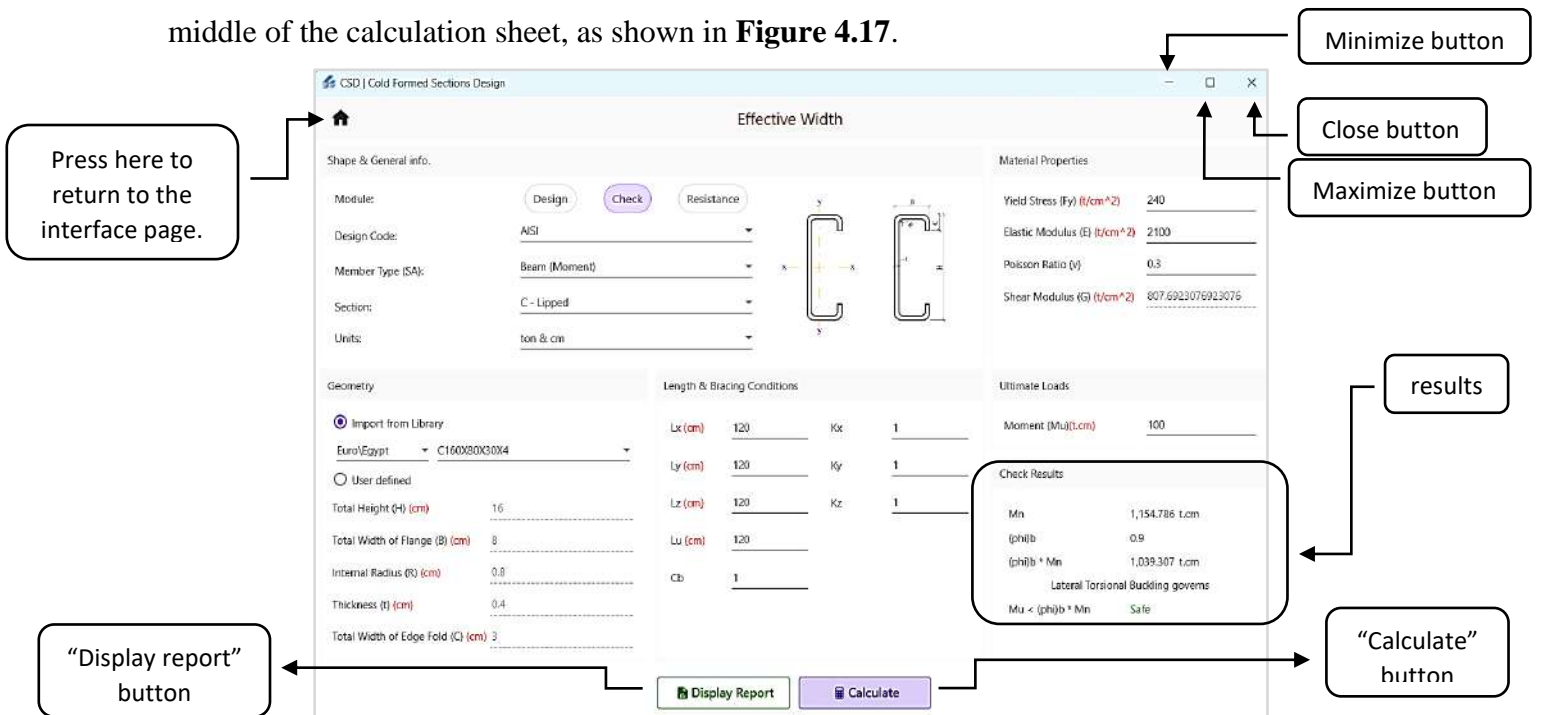 middle of the calculation sheet, as shown in Figure 4.17.
Minimize button
CSD | Cold Formed Sections Design
Effective Width
Close button
Press here to
return to the
interface page.
Maximize button
Shape & General info.
Module:
Design
Check
Resistance
Design Code:
AISI
Member Type (SA):
Beam (Moment)
Section:
C - Lipped
Units:
ton & cm
y
x
x
y
B
H
Material Properties
Yield Stress (Fy) (t/cm^2) 240
Elastic Modulus (E) (t/cm^2) 2100
Poisson Ratio (v) 0.3
Shear Modulus (G) (t/cm^2) 807.6923076923076
Geometry
Import from Library
Euro\Egypt C160X80X30X4
User defined
Total Height (H) (cm) 16
Total Width of Flange (B) (cm) 8
Internal Radius (R) (cm) 0.8
Thickness (t) (cm) 0.4
Total Width of Edge Fold (C) (cm) 3
Length & Bracing Conditions
Lx (cm) 120 Kx 1
Ly (cm) 120 Ky 1
Lz (cm) 120 Kz 1
Lu (cm) 120
Cb 1
Ultimate Loads
Moment (Mu)(t.cm) 100
results
Check Results
Mn 1,154.786 t.cm
(phi)b 0.9
(phi)b * Mn 1,039.307 t.cm
Lateral Torsional Buckling governs
Mu < (phi)b * Mn Safe
"Display report"
button
Display Report
Calculate
"Calculate"
button